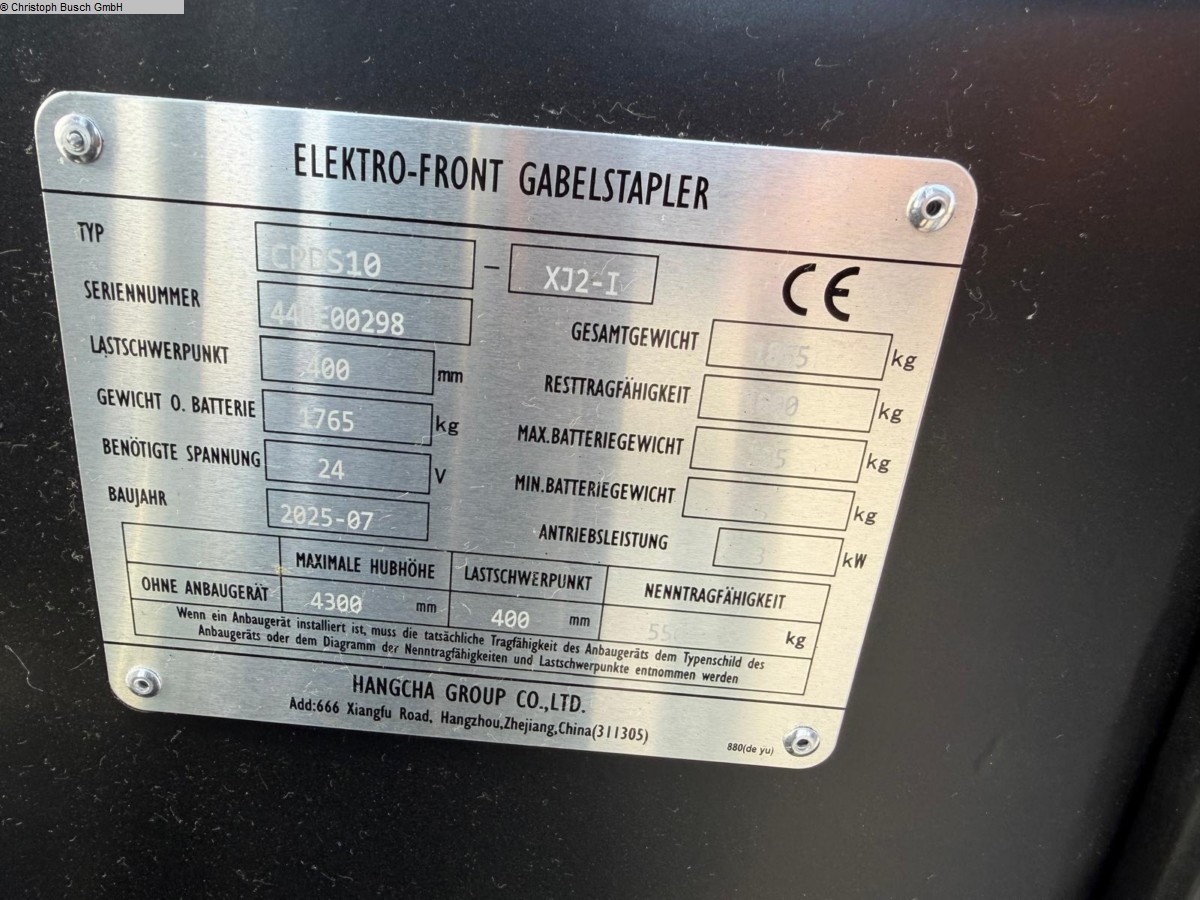 © Christoph Busch GmbH
ELEKTRO-FRONT GABELSTAPLER
TYP CPDS10 - XJ2-I
CE
SERIENNUMMER
LASTSCHWERPUNKT 400 mm
GEWICHT O. BATTERIE 1765 kg
BENÖTIGTE SPANNUNG 24 V
BAUJAHR 2025-07
GESAMTGEWICHT kg
RESTTRAGFÄHIGKEIT kg
MAX.BATTERIEGEWICHT kg
MIN.BATTERIEGEWICHT kg
ANTRIEBSLEISTUNG kW
MAXIMALE HUBHÖHE LASTSCHWERPUNKT NENNTRAGFÄHIGKEIT
OHNE ANBAUGERÄT 4300 mm 400 mm kg
Wenn ein Anbaugerät installiert ist, muss die tatsächliche Tragfähigkeit des Anbaugeräts dem Typenschild des
Anbaugeräts oder dem Diagramm der Nenntragfähigkeiten und Lastschwerpunkte entnommen werden
HANGCHA GROUP CO.,LTD.
Add:666 Xiangfu Road, Hangzhou,Zhejiang,China(311305)
880(de yu)